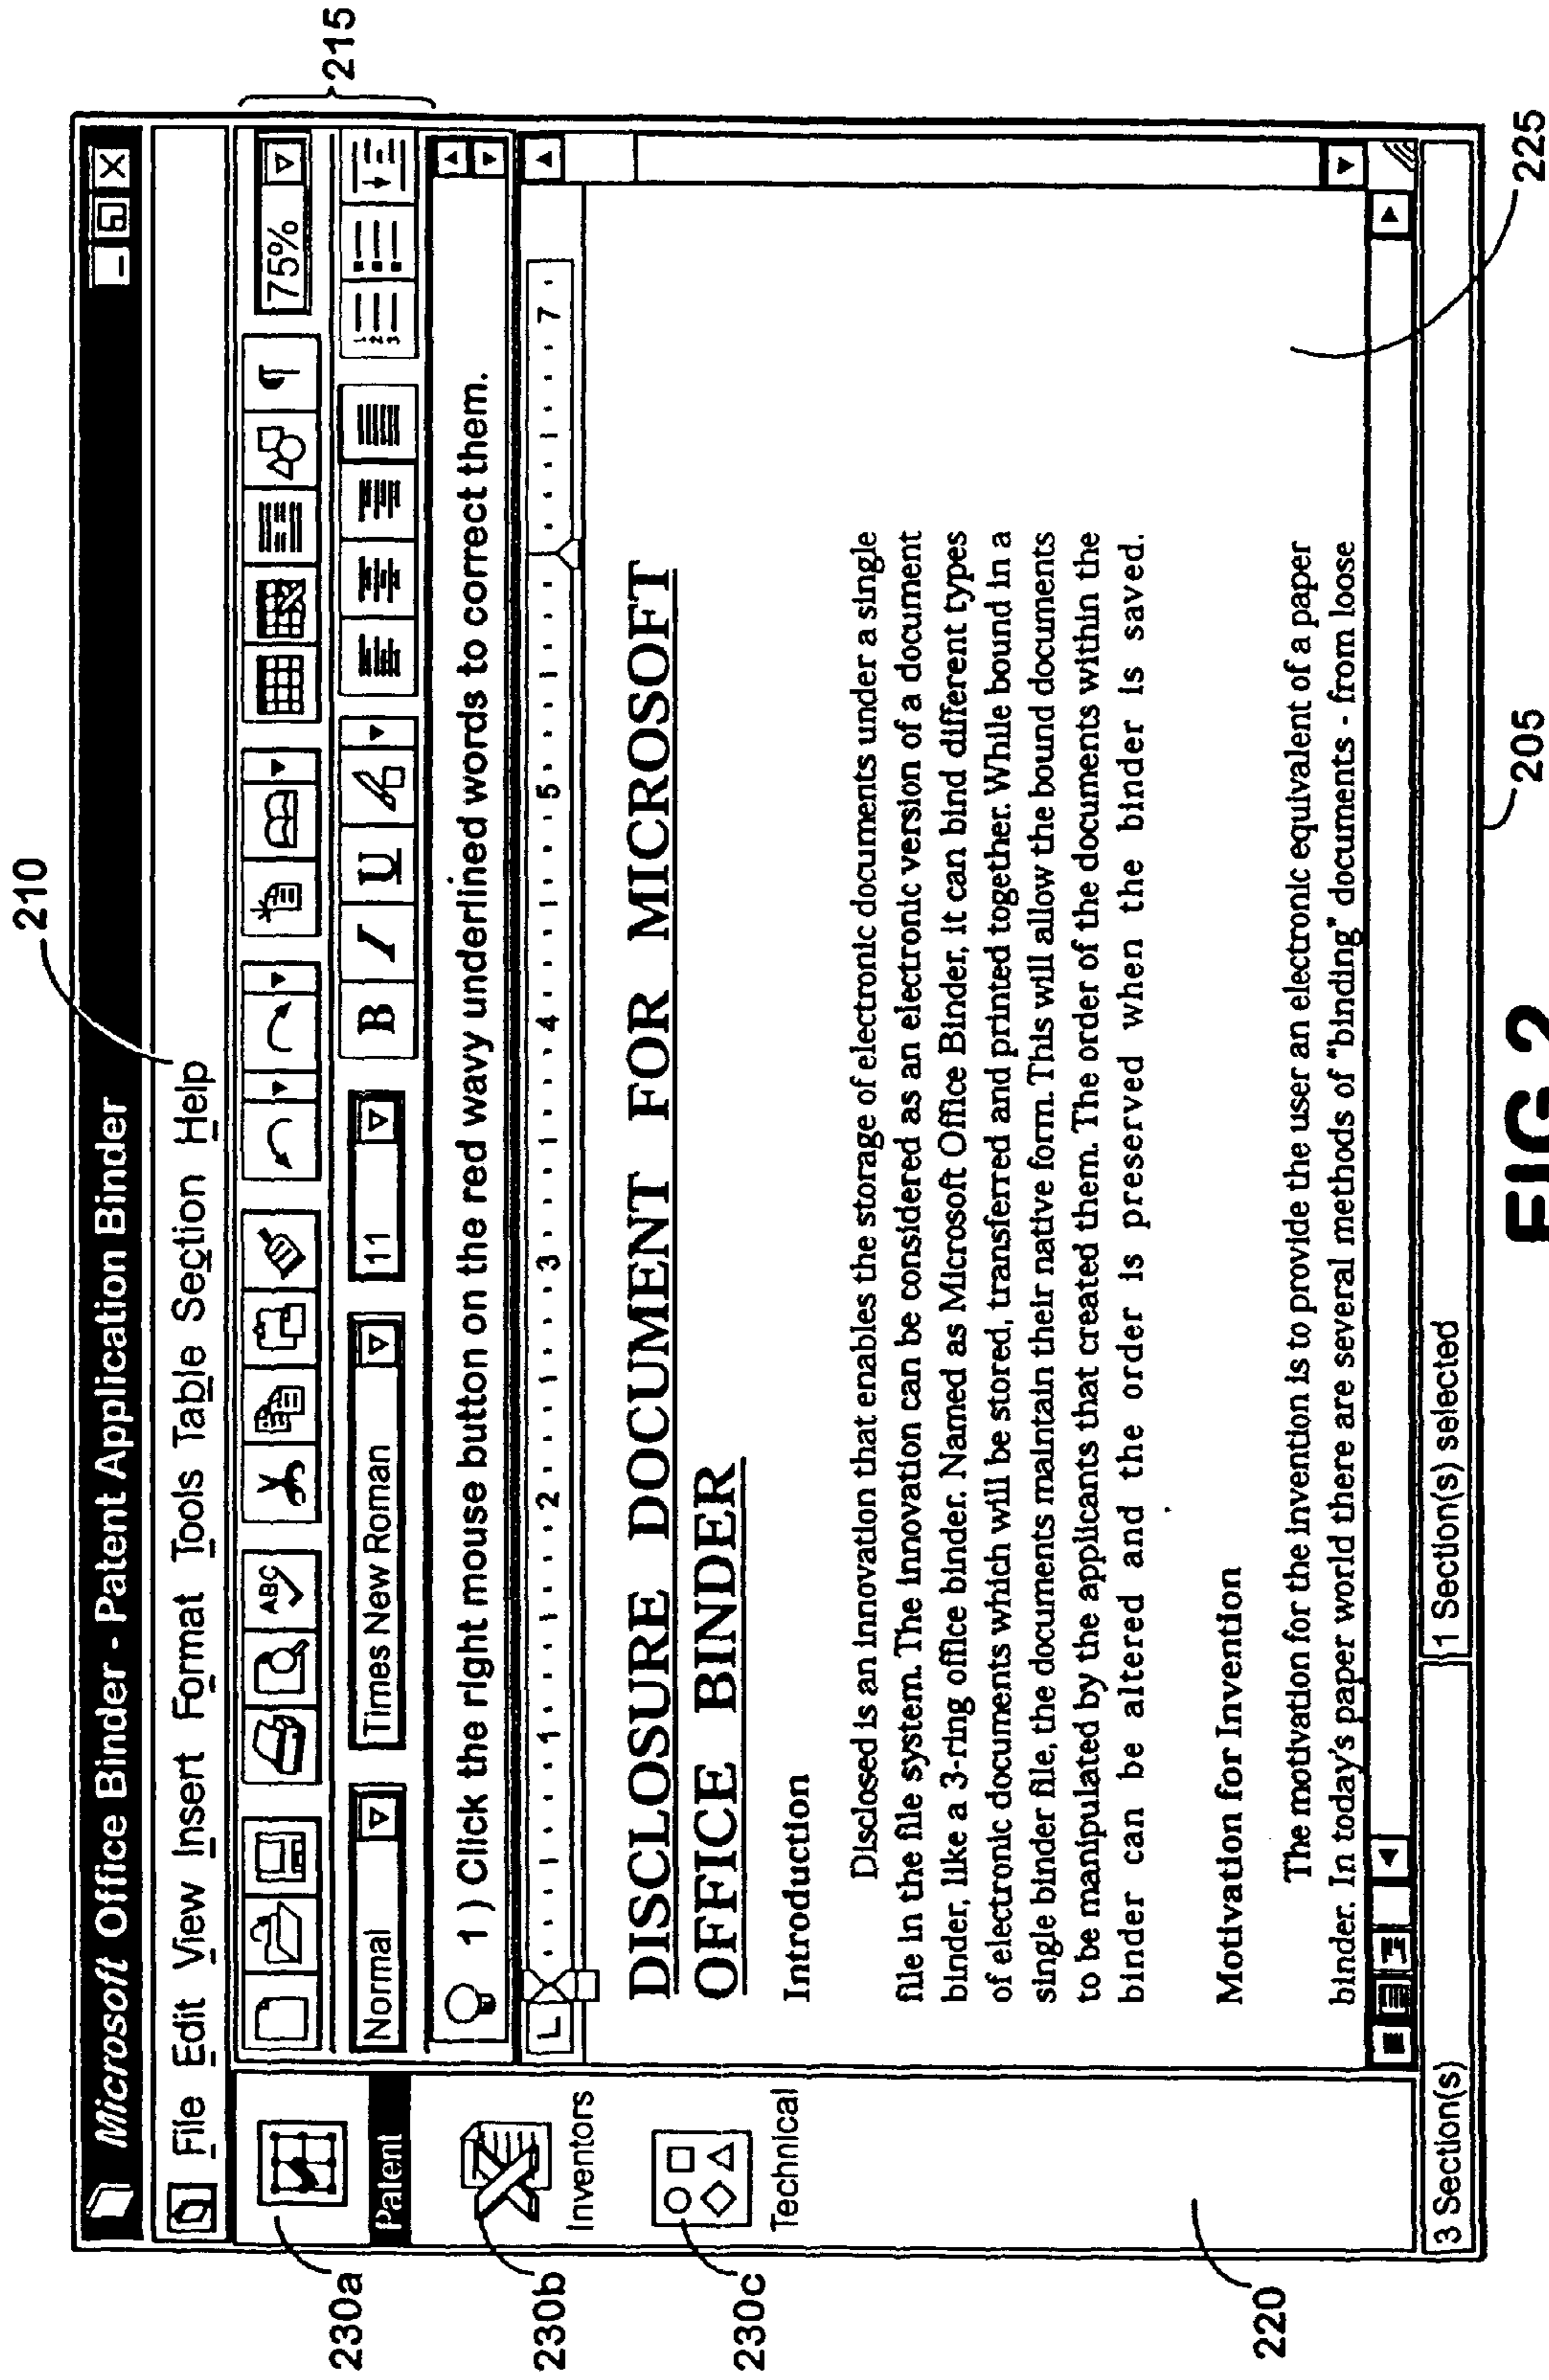 210
Microsoft Office Binder - Patent Application Binder
File Edit View Insert Format Tools Table Section Help
215
ABC
75%
Normal
Times New Roman
11
B I U
1 ) Click the right mouse button on the red wavy underlined words to correct them.
L 1 2 3 4 5 7
230a
Patent
230b
Inventors
230c
Technical
220
DISCLOSURE DOCUMENT FOR MICROSOFT
OFFICE BINDER
Introduction
Disclosed is an innovation that enables the storage of electronic documents under a single
file in the file system. The innovation can be considered as an electronic version of a document
binder, like a 3-ring office binder. Named as Microsoft Office Binder, it can bind different types
of electronic documents which will be stored, transferred and printed together. While bound in a
single binder file, the documents maintain their native form. This will allow the bound documents
to be manipulated by the applicants that created them. The order of the documents within the
binder can be altered and the order is preserved when the binder is saved.
Motivation for Invention
The motivation for the invention is to provide the user an electronic equivalent of a paper
binder. In today's paper world there are several methods of "binding" documents - from loose
225
3 Section(s)
1 Section(s) selected
205
FIG 2